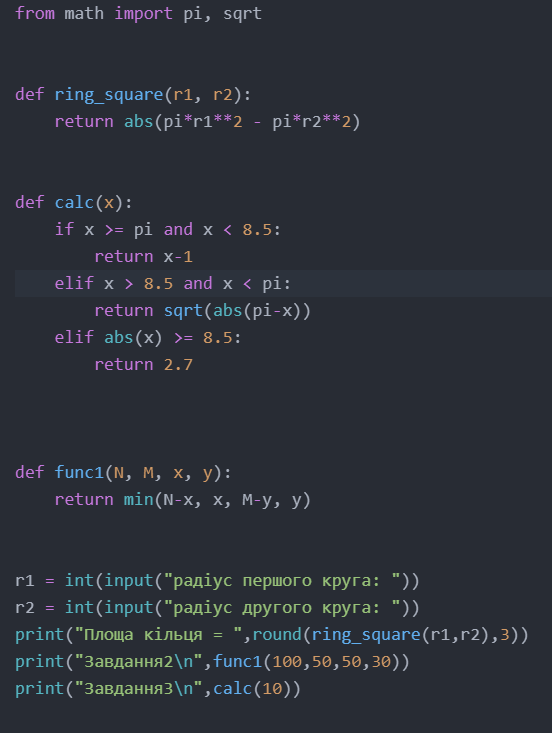 from math import pi, sqrt
def ring_square(r1, r2):
    return abs(pi*r1**2 - pi*r2**2)
def calc(x):
    if x >= pi and x < 8.5:
        return x-1
    elif x > 8.5 and x < pi:
        return sqrt(abs(pi-x))
    elif abs(x) >= 8.5:
        return 2.7
def func1(N, M, x, y):
    return min(N-x, x, M-y, y)
r1 = int(input("радіус першого круга: "))
r2 = int(input("радіус другого круга: "))
print("Площа кільця = ",round(ring_square(r1,r2),3))
print("Завдання2\n",func1(100,50,50,30))
print("Завдання3\n",calc(10))